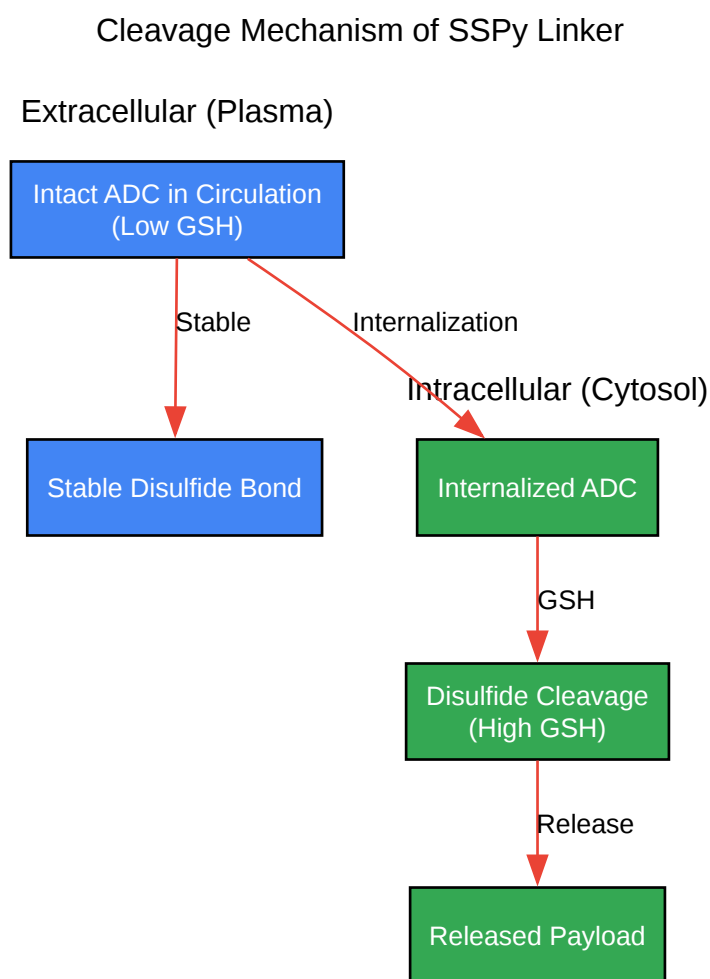 Cleavage Mechanism of SSPy Linker
Extracellular (Plasma)
Intact ADC in Circulation
(Low GSH)
Stable
Internalization
Intracellular (Cytosol)
Stable Disulfide Bond
Internalized ADC
GSH
Disulfide Cleavage
(High GSH)
Release
Released Payload